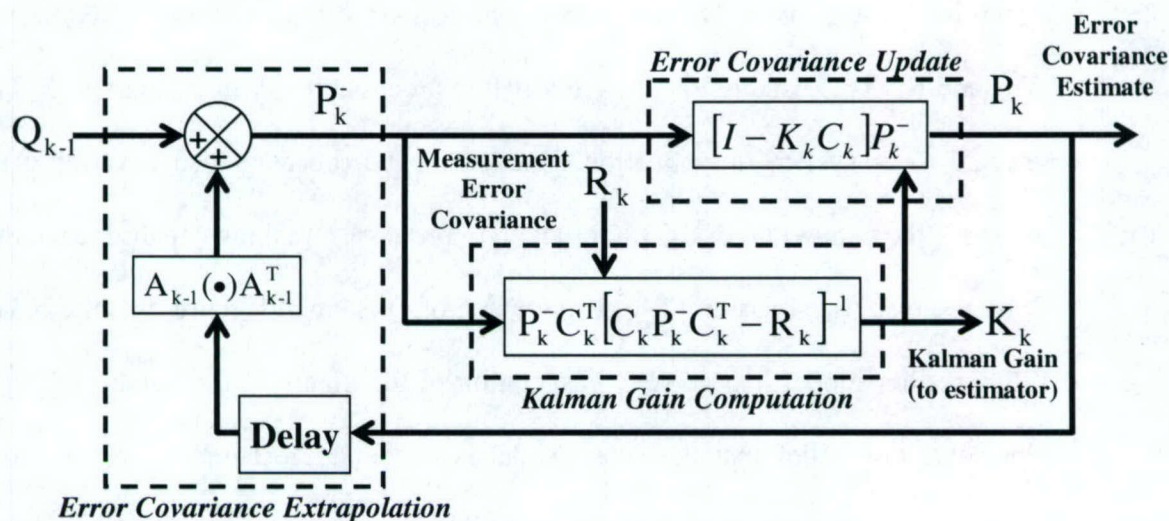 Error
Covariance
Estimate
Error Covariance Update
Q_{k-1}
+
+
P_k^-
[I - K_k C_k]P_k^-
P_k
Measurement
Error
Covariance
R_k
A_{k-1}(•)A_{k-1}^T
P_k^- C_k^T[C_k P_k^- C_k^T - R_k]^{-1}
K_k
Kalman Gain
(to estimator)
Kalman Gain Computation
Delay
Error Covariance Extrapolation